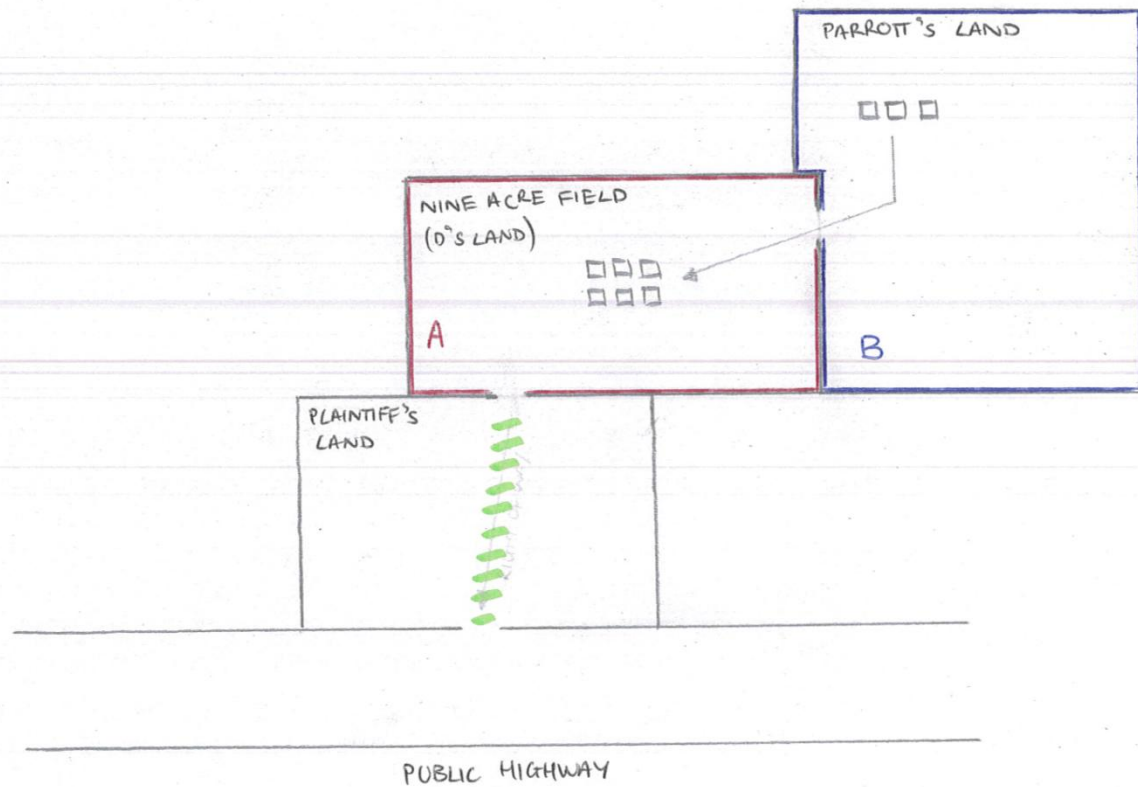 PARROTT'S LAND
NINE ACRE FIELD
(D'S LAND)
A
B
PLAINTIFF'S
LAND
PUBLIC HIGHWAY